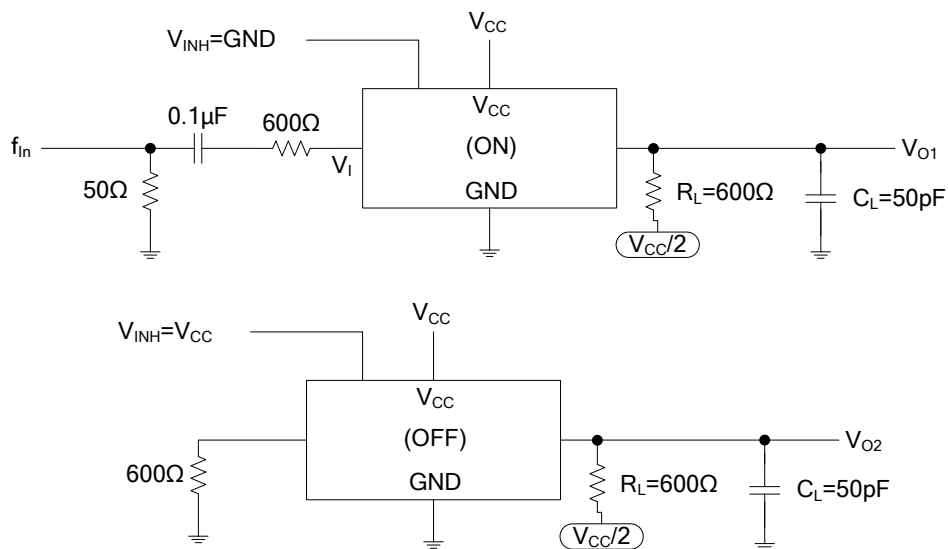 V_INH=GND
V_CC
0.1µF
600Ω
V_CC
f_In
(ON)
V_O1
V_I
50Ω
GND
R_L=600Ω
C_L=50pF
V_CC/2
V_INH=V_CC
V_CC
V_CC
(OFF)
V_O2
600Ω
GND
R_L=600Ω
C_L=50pF
V_CC/2